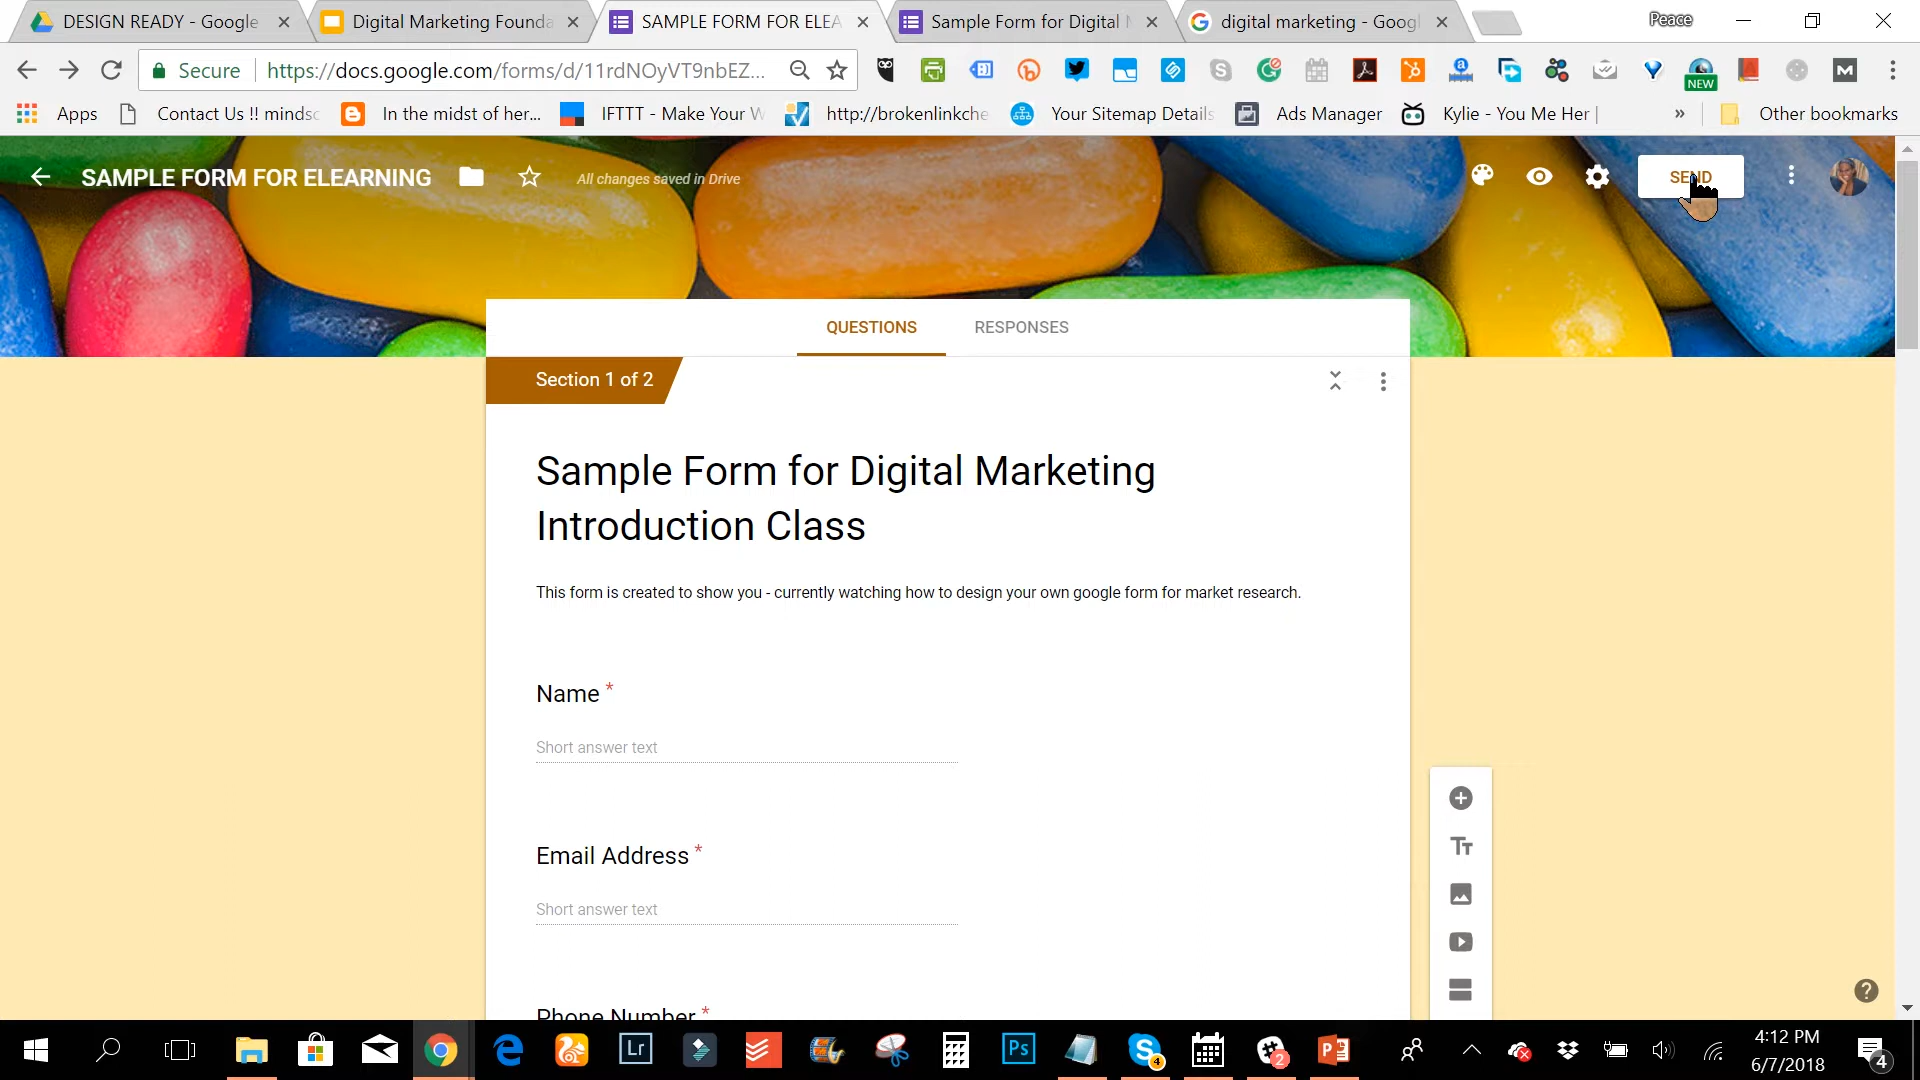 DESIGN READY - Google
Digital Marketing Founda
SAMPLE FORM FOR ELEA
Sample Form for Digital M
digital marketing - Googl
Peace
Secure
https://docs.google.com/forms/d/11rdNOyVT9nbEZ...
NEW
Apps
Contact Us !! mindsc
In the midst of her...
IFTTT - Make Your W
http://brokenlinkche
Your Sitemap Details
Ads Manager
Kylie - You Me Her |
»
Other bookmarks
SAMPLE FORM FOR ELEARNING
All changes saved in Drive
SEND
QUESTIONS
RESPONSES
Section 1 of 2
Sample Form for Digital Marketing
Introduction Class
This form is created to show you - currently watching how to design your own google form for market research.
Name *
Short answer text
Email Address *
Short answer text
Phone Number *
4:12 PM
6/7/2018
4
2
4